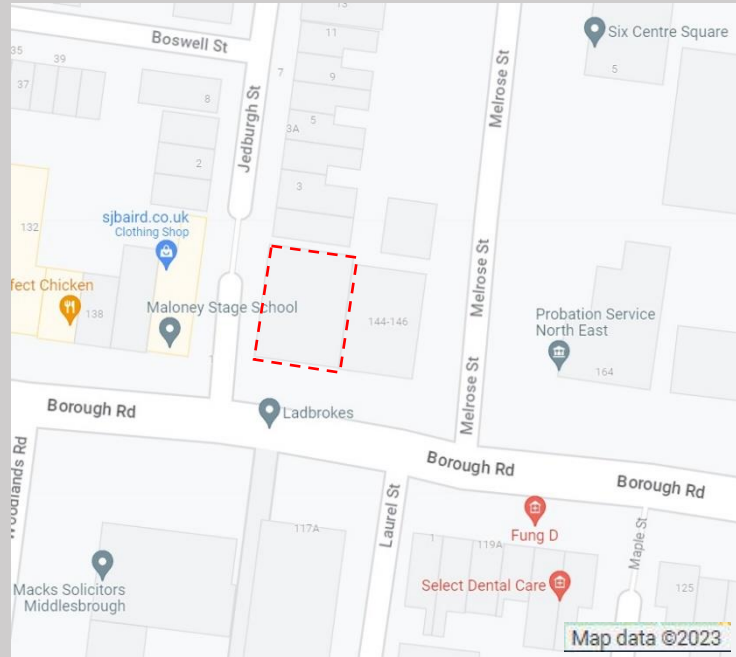 13
Boswell St
11
Melrose St
Six Centre Square
35
39
37
7
9
5
8
Jedburgh St
5
3A
2
3
132
sjbaird.co.uk
Clothing Shop
Melrose St
fect Chicken
138
Maloney Stage School
144-146
Probation Service
North East
164
Melrose St
Borough Rd
Ladbrokes
Woodlands Rd
Borough Rd
Borough Rd
Laurel St
117A
1
119A
Fung D
Maple St
Macks Solicitors
Middlesbrough
Select Dental Care
125
Map data ©2023